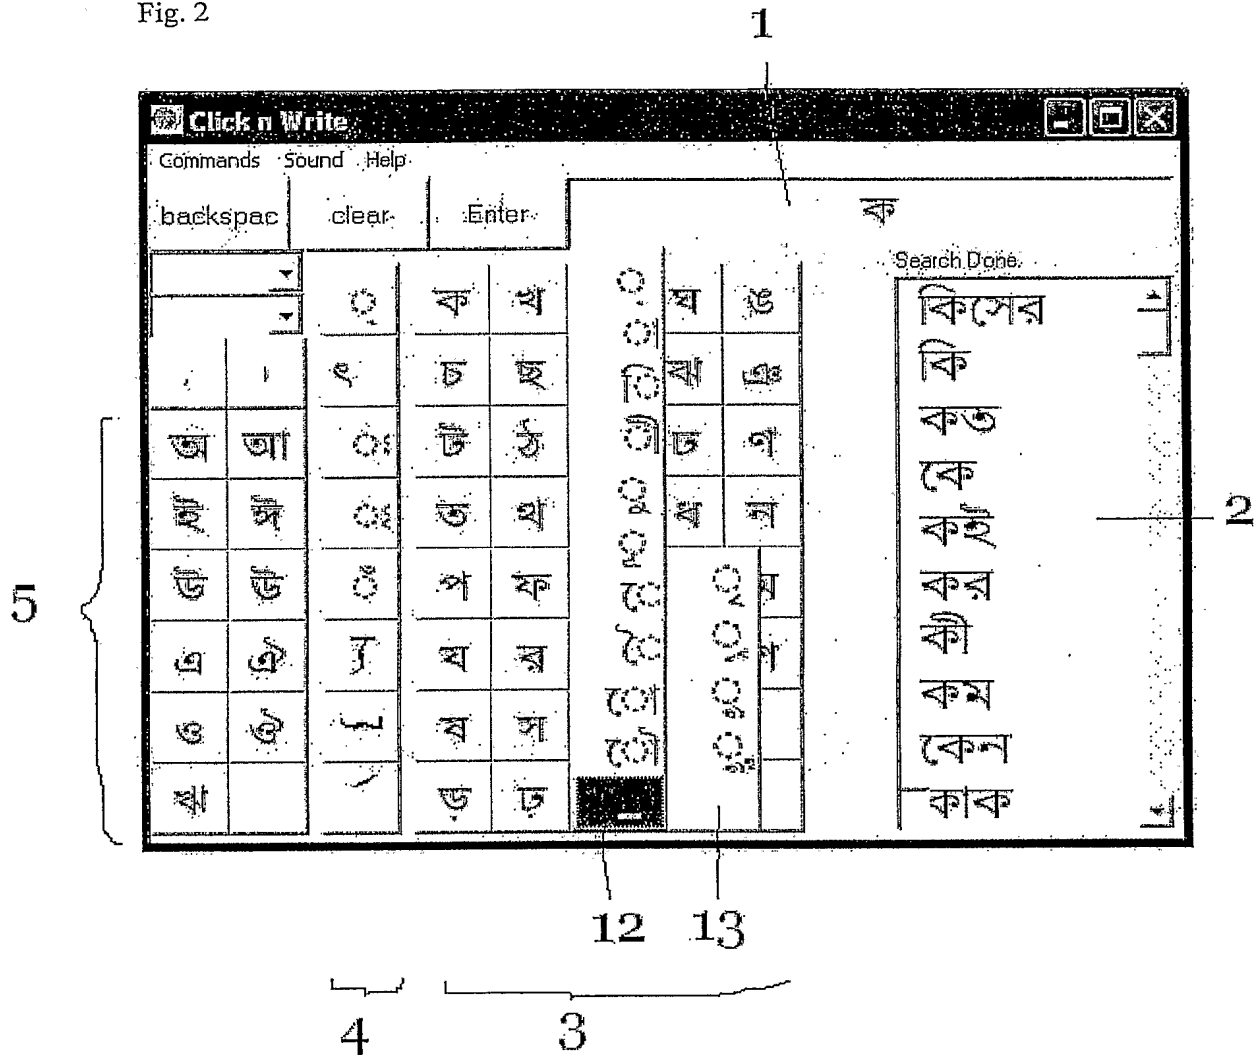 Fig. 2
1
Click n Write
Commands Sound Help
backspac clear Enter
ক
Search Done.
ক খ ঘ ঙ
কিসের
চ ছ ঝ ঞ
কি
কত
অ আ ট ঠ ঢ ণ
কে
ই ঈ ত থ
কই
2
উ প ফ
কর
5
কী
এ ঐ
কম
ও ঔ ষ স
কেন
ঋ ড় ঢ়
কাক
12 13
4 3